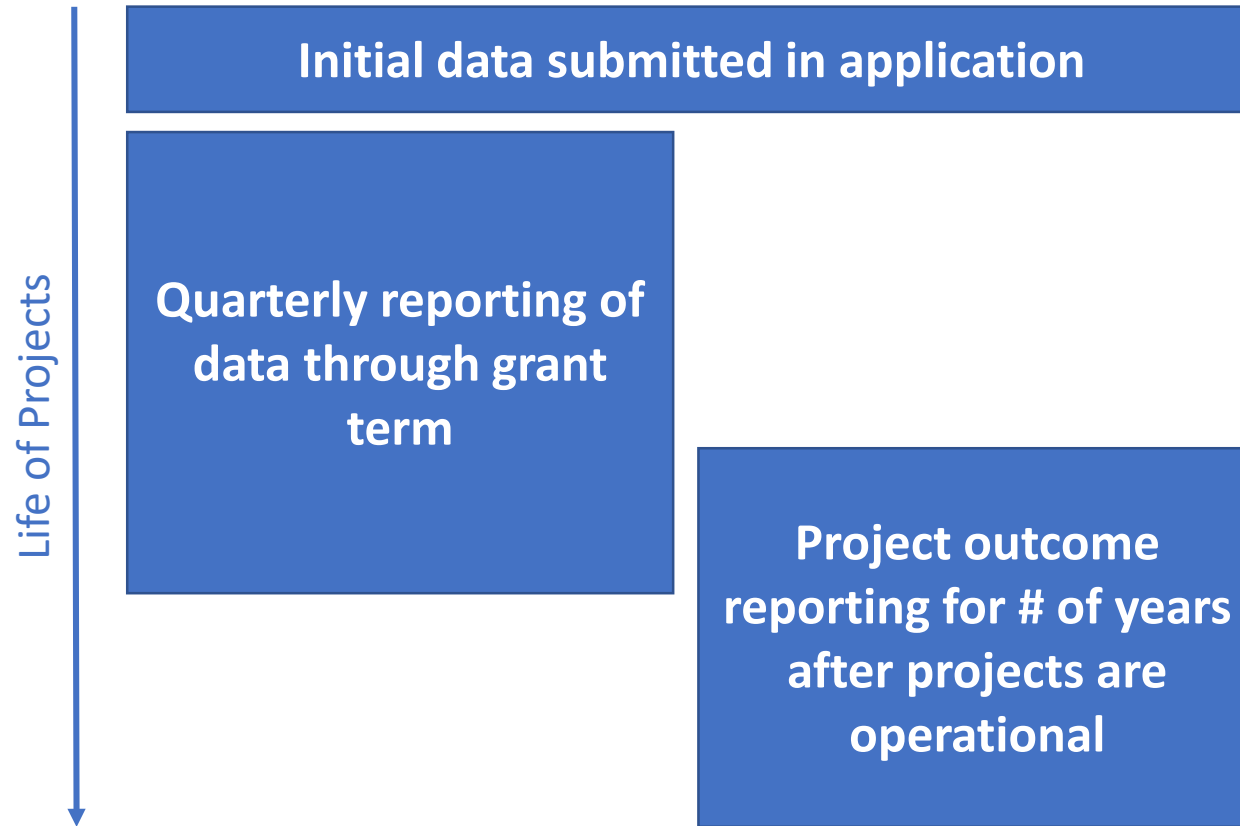 Initial data submitted in application
Life of Projects
Quarterly reporting of
data through grant
term
Project outcome
reporting for # of years
after projects are
operational